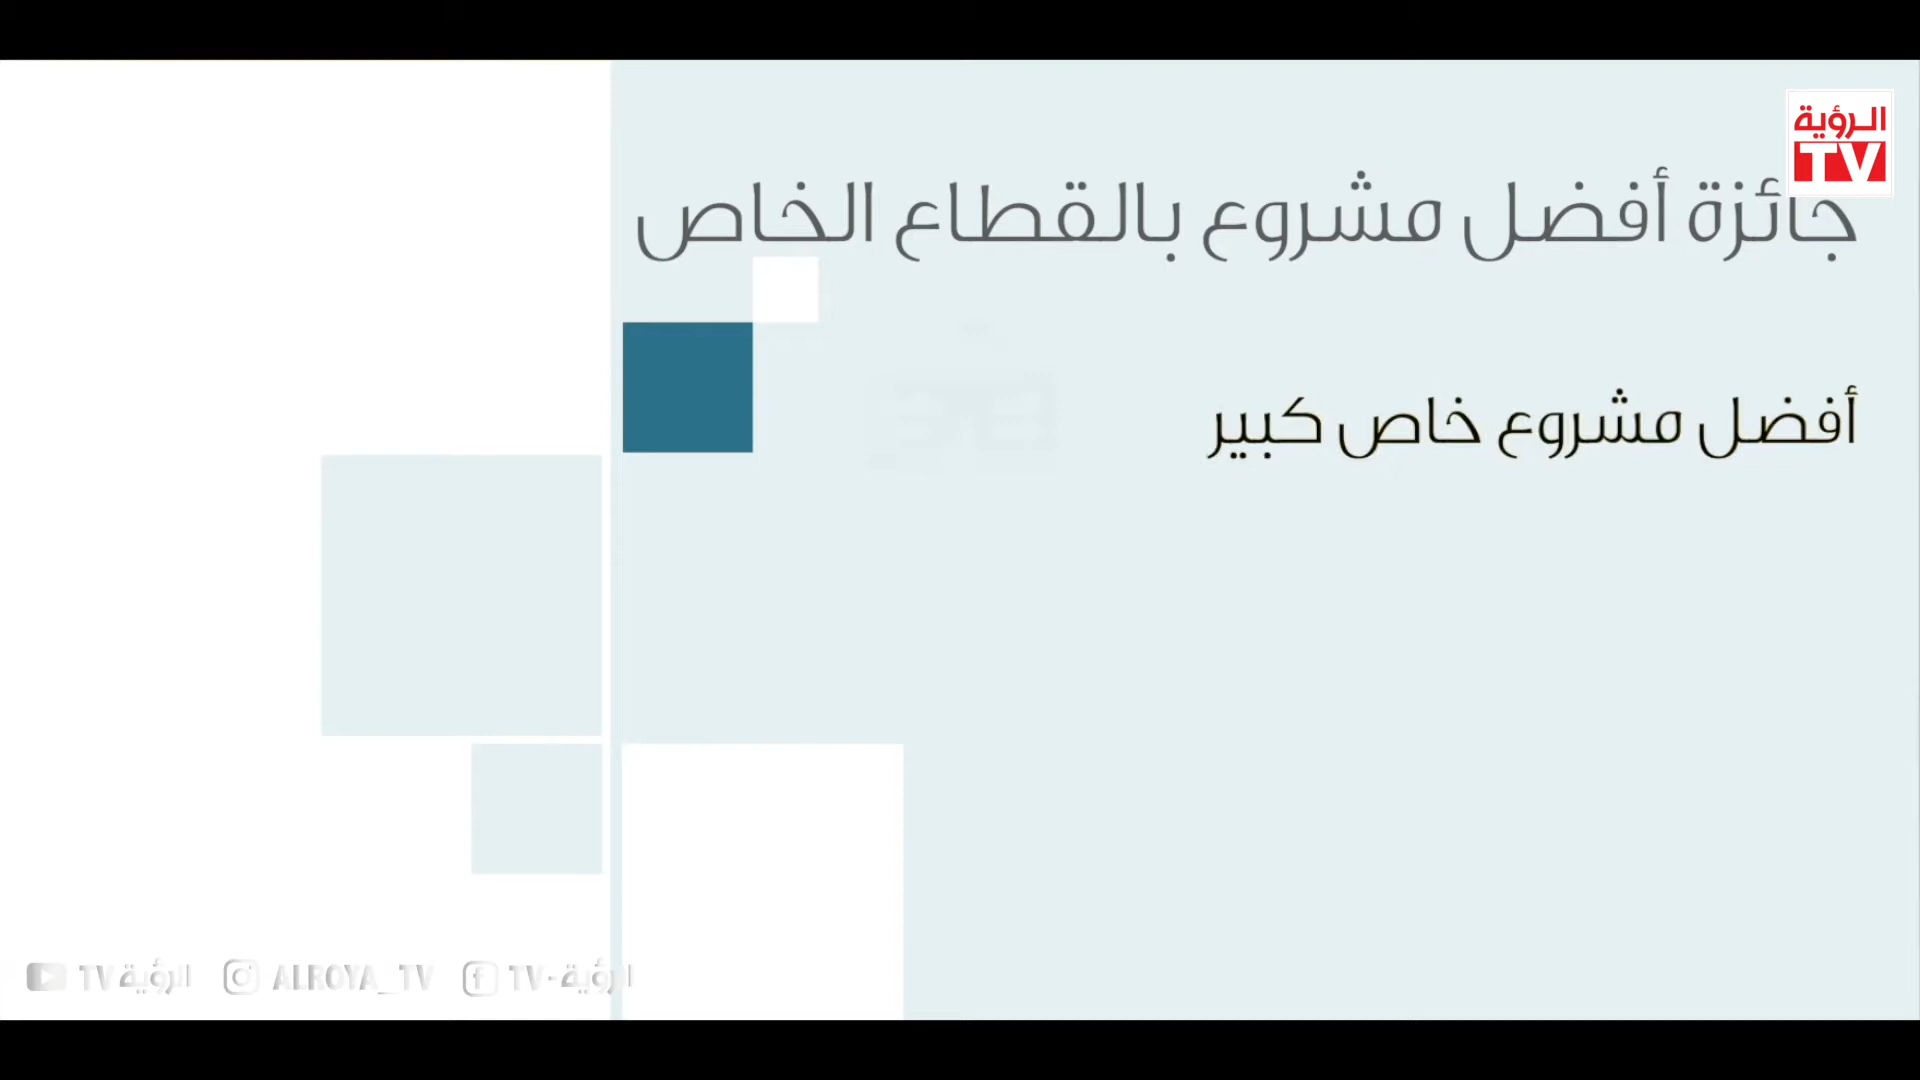 الرؤية
TV
جائزة أفضل مشروع بالقطاع الخاص
أفضل مشروع خاص كبير
TV الرؤية ALROYA_TV TV-الرؤية